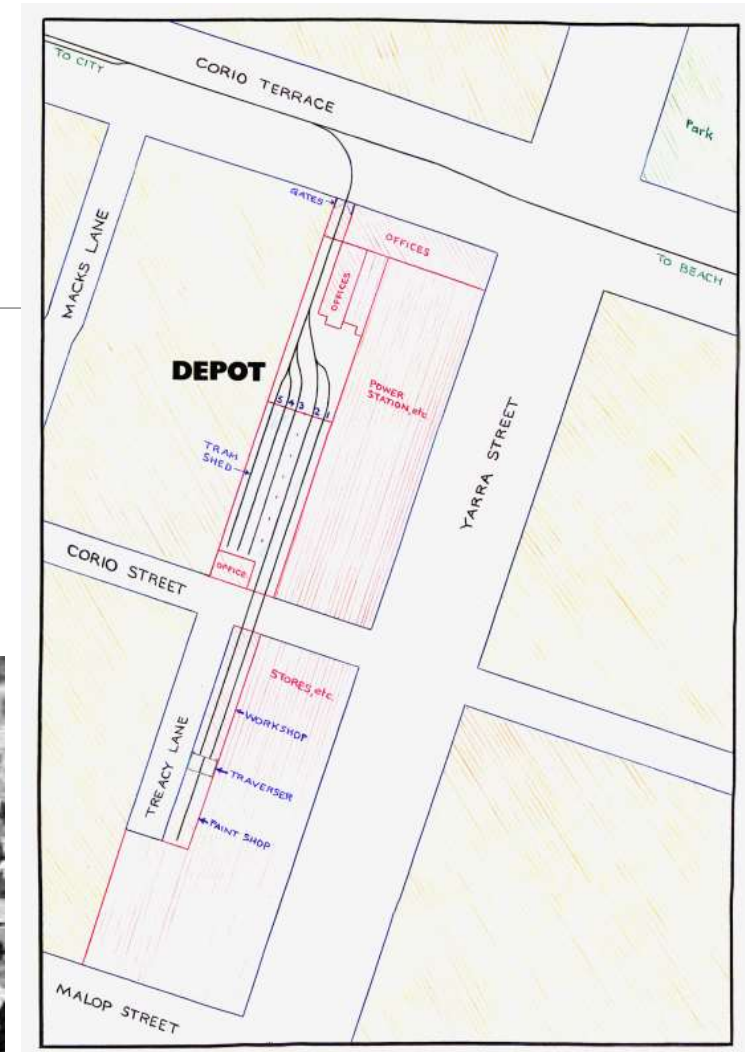 TO CITY
CORIO TERRACE
Park
GATES
OFFICES
TO BEACH
MACKS LANE
OFFICES
DEPOT
5 4 3 2 1
POWER
STATION, etc
TRAM
SHED
YARRA STREET
CORIO STREET
OFFICE
STORES, etc.
WORKSHOP
TREACY LANE
TRAVERSER
PAINT SHOP
MALOP STREET